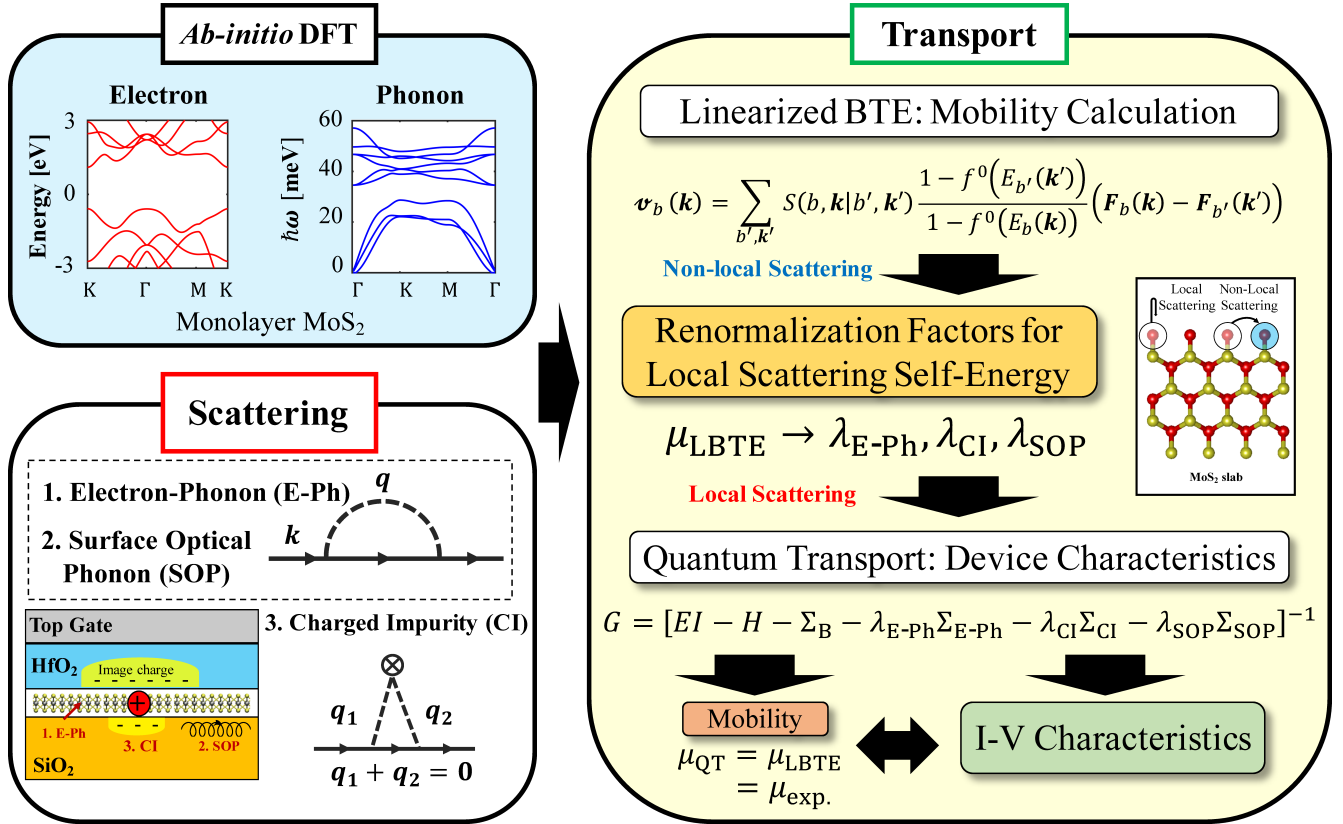 Ab-initio DFT
Electron
Phonon
Energy [eV]
3
0
-3
K Γ M K
ℏω [meV]
60
40
20
0
Γ K M Γ
Monolayer MoS₂
Scattering
1. Electron-Phonon (E-Ph)
2. Surface Optical
Phonon (SOP)
q
k
Top Gate
HfO₂
Image charge
- - - -
+
1. E-Ph
- - -
3. CI
2. SOP
SiO₂
3. Charged Impurity (CI)
q₁
q₂
q₁ + q₂ = 0
Transport
Linearized BTE: Mobility Calculation
𝒗_b(k) = ∑_{b′,k′} S(b, k|b′, k′) (1 − f⁰(E_{b′}(k′)))/(1 − f⁰(E_b(k))) (F_b(k) − F_{b′}(k′))
Non-local Scattering
Renormalization Factors for
Local Scattering Self-Energy
μ_LBTE → λ_E-Ph, λ_CI, λ_SOP
Local Scattering
Local
Scattering
Non-Local
Scattering
MoS₂ slab
Quantum Transport: Device Characteristics
G = [EI − H − Σ_B − λ_E-Ph Σ_E-Ph − λ_CI Σ_CI − λ_SOP Σ_SOP]⁻¹
Mobility
μ_QT = μ_LBTE
= μ_exp.
I-V Characteristics